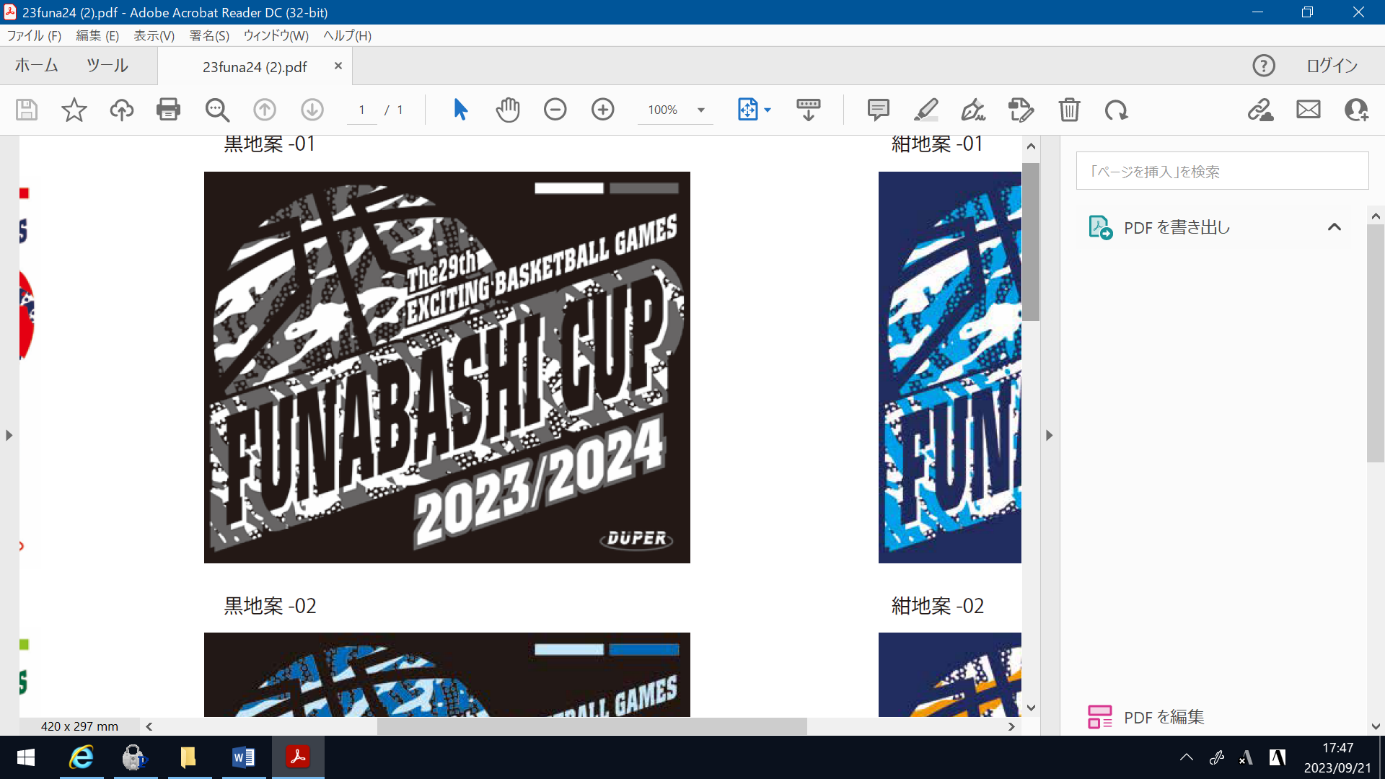 23funa24 (2).pdf - Adobe Acrobat Reader DC (32-bit)
ファイル (F) 編集 (E) 表示(V) 署名(S) ウィンドウ(W) ヘルプ(H)
ホーム ツール 23funa24 (2).pdf × ? ログイン
1 / 1 100%
黒地案 -01 紺地案 -01
「ページを挿入」を検索
PDF を書き出し
The29th
EXCITING BASKETBALL GAMES
FUNABASHI CUP
2023/2024
DUPER
黒地案 -02 紺地案 -02
PDF を編集
420 x 297 mm
17:47
2023/09/21